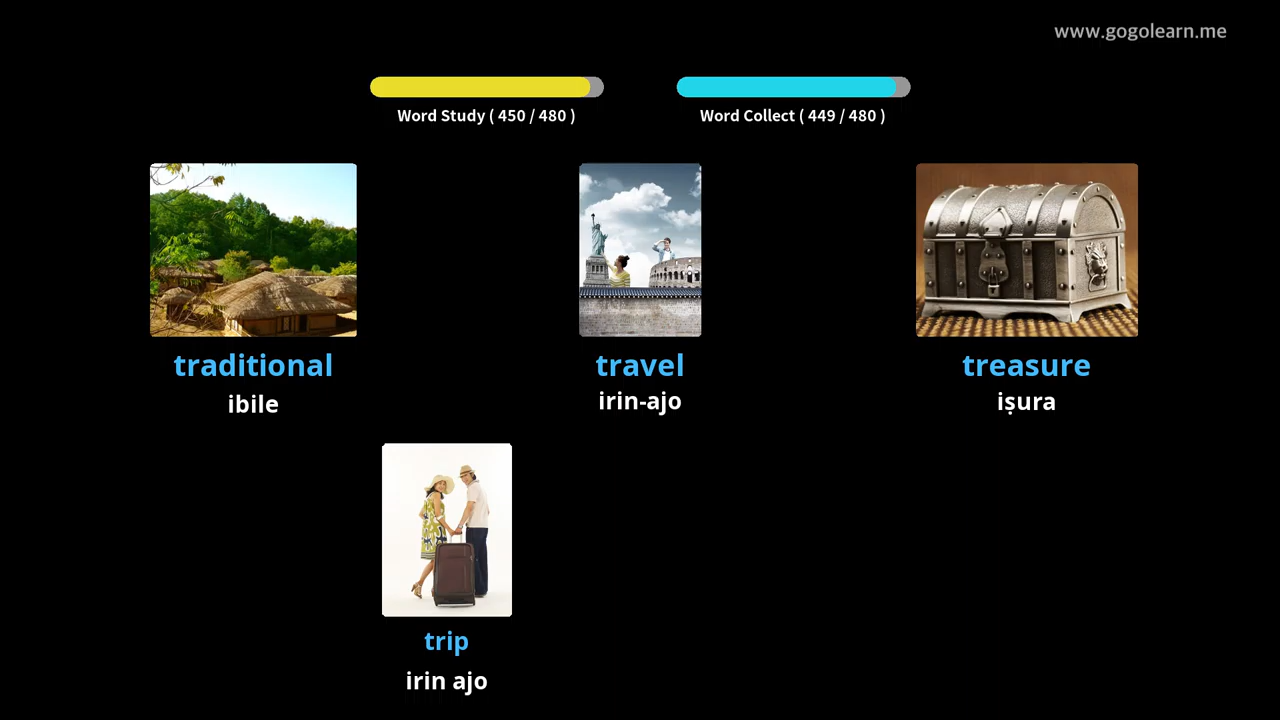 www.gogolearn.me
Word Study ( 450 / 480 )
Word Collect ( 449 / 480 )
traditional
ibile
travel
irin-ajo
treasure
iṣura
trip
irin ajo